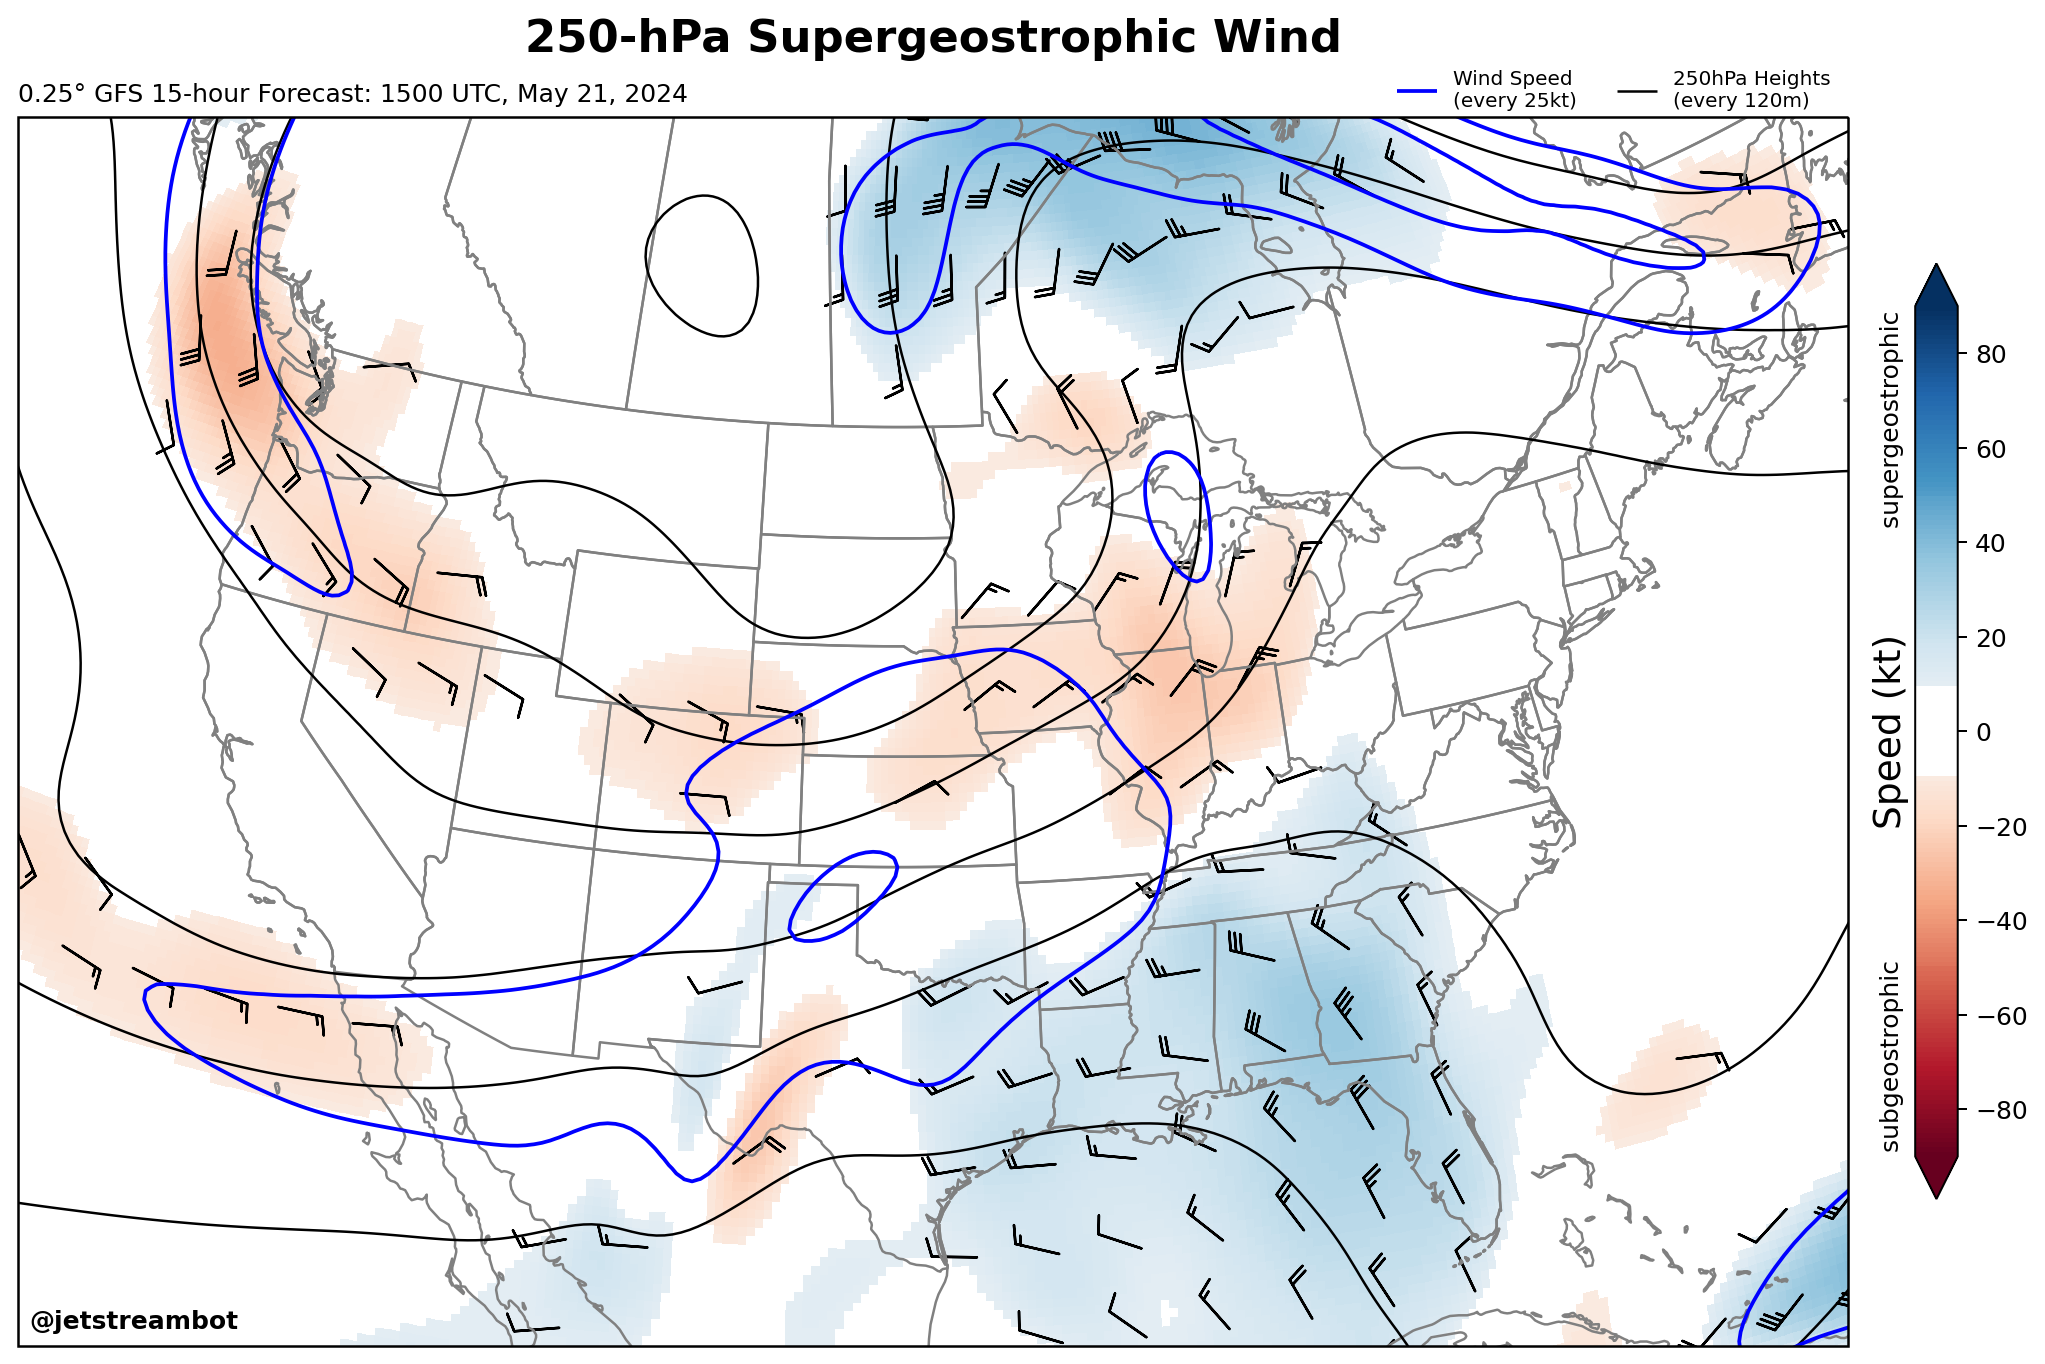 250-hPa Supergeostrophic Wind
0.25° GFS 15-hour Forecast: 1500 UTC, May 21, 2024
Wind Speed
(every 25kt)
250hPa Heights
(every 120m)
supergeostrophic
Speed (kt)
subgeostrophic
80
60
40
20
0
−20
−40
−60
−80
@jetstreambot